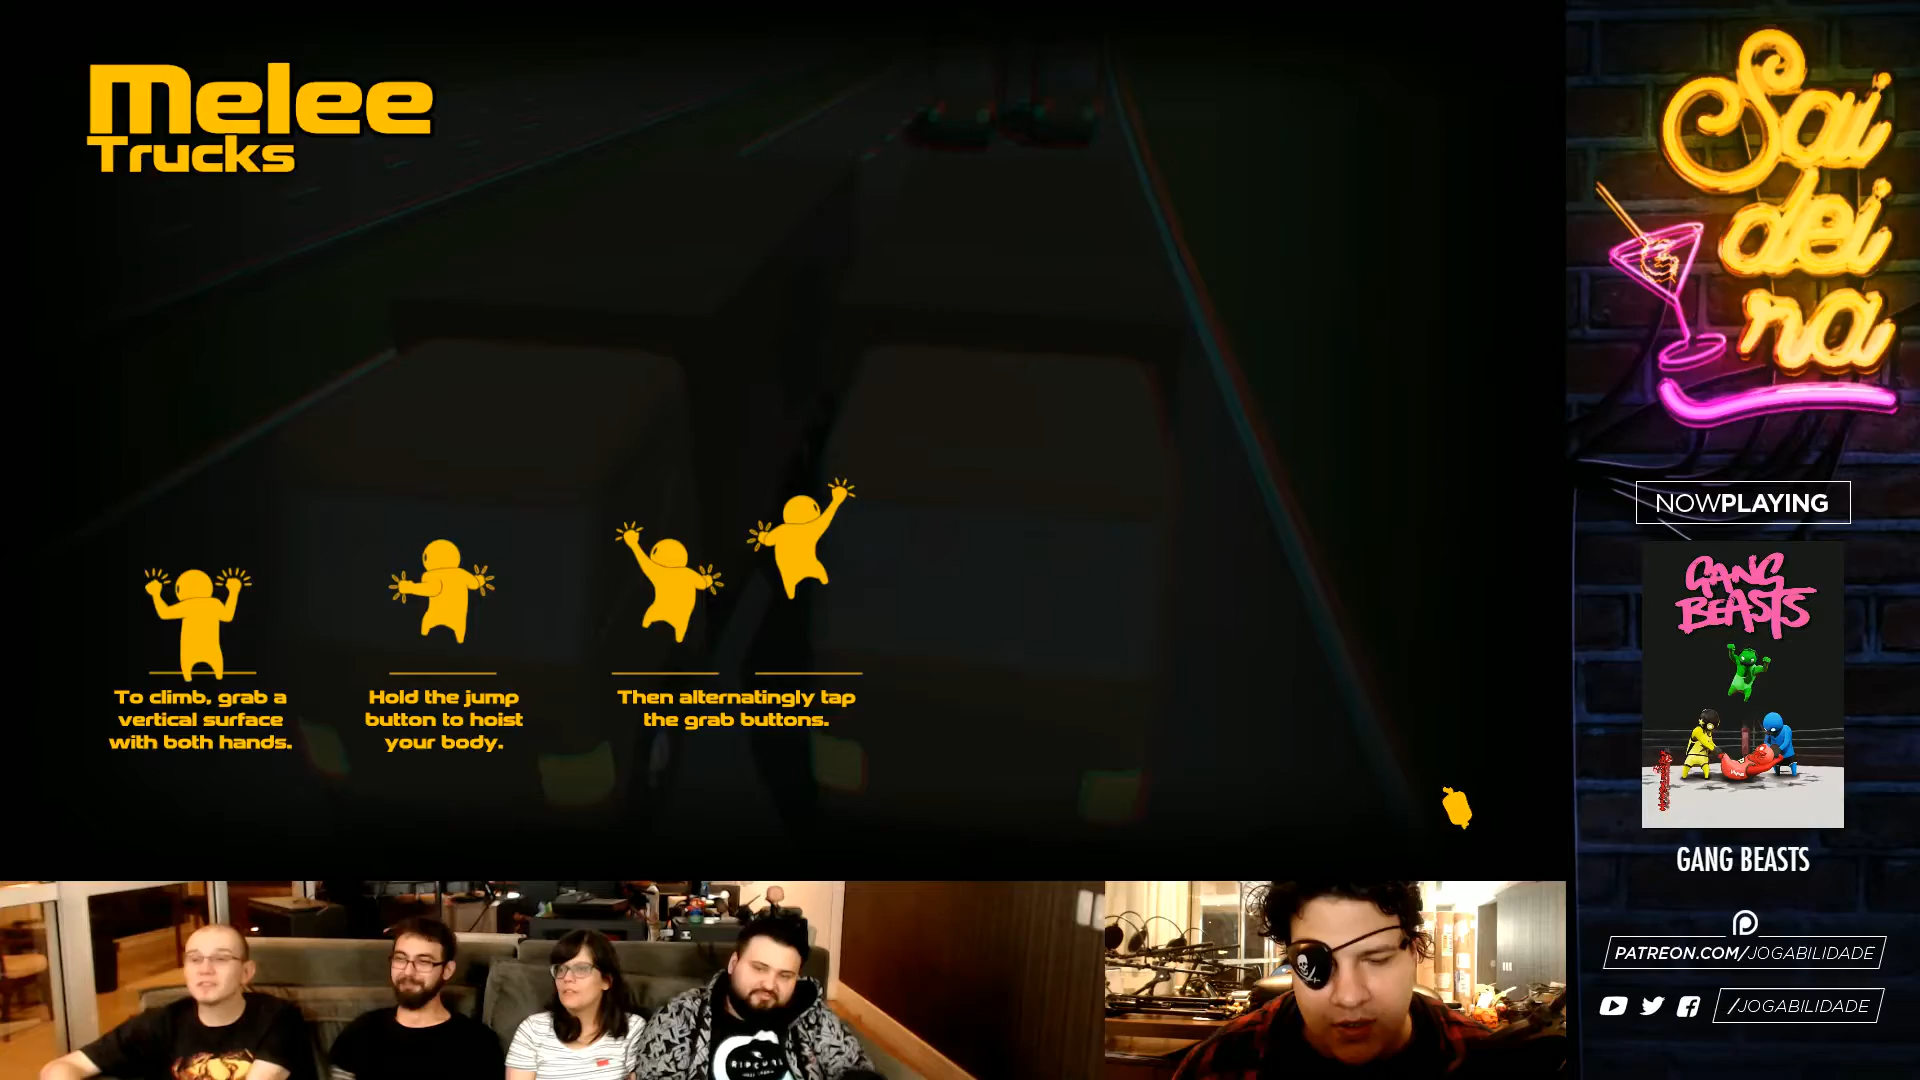 Melee
Trucks
To climb, grab a
vertical surface
with both hands.
Hold the jump
button to hoist
your body.
Then alternatingly tap
the grab buttons.
Sai
dei
ra
NOWPLAYING
GANG
BEASTS
GANG BEASTS
PATREON.COM/JOGABILIDADE
/JOGABILIDADE
RIPCURL